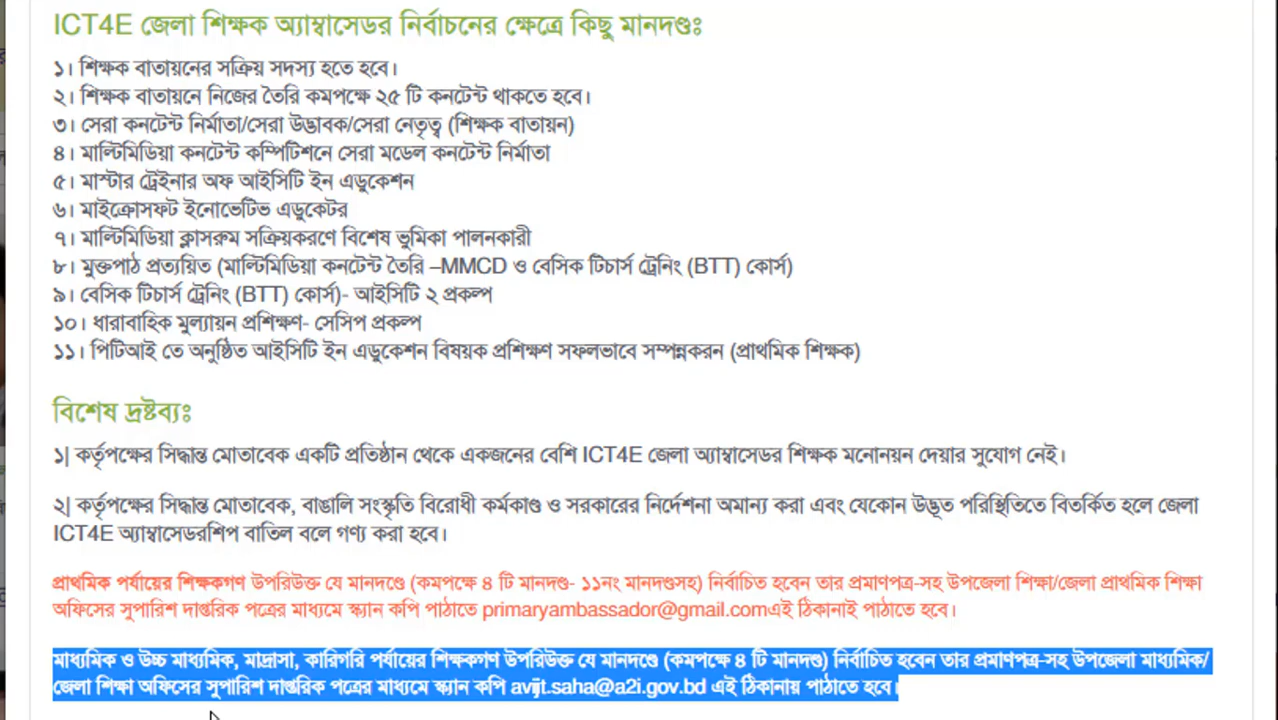 ICT4E জেলা শিক্ষক অ্যাম্বাসেডর নির্বাচনের ক্ষেত্রে কিছু মানদণ্ডঃ
১। শিক্ষক বাতায়নের সক্রিয় সদস্য হতে হবে।
২। শিক্ষক বাতায়নে নিজের তৈরি কমপক্ষে ২৫ টি কনটেন্ট থাকতে হবে।
৩। সেরা কনটেন্ট নির্মাতা/সেরা উদ্ভাবক/সেরা নেতৃত্ব (শিক্ষক বাতায়ন)
৪। মাল্টিমিডিয়া কনটেন্ট কম্পিটিশনে সেরা মডেল কনটেন্ট নির্মাতা
৫। মাস্টার ট্রেইনার অফ আইসিটি ইন এডুকেশন
৬। মাইক্রোসফট ইনোভেটিভ এডুকেটর
৭। মাল্টিমিডিয়া ক্লাসরুম সক্রিয়করণে বিশেষ ভুমিকা পালনকারী
৮। মুক্তপাঠ প্রত্যয়িত (মাল্টিমিডিয়া কনটেন্ট তৈরি –MMCD ও বেসিক টিচার্স ট্রেনিং (BTT) কোর্স)
৯। বেসিক টিচার্স ট্রেনিং (BTT) কোর্স)- আইসিটি ২ প্রকল্প
১০। ধারাবাহিক মুল্যায়ন প্রশিক্ষণ- সেসিপ প্রকল্প
১১। পিটিআই তে অনুষ্ঠিত আইসিটি ইন এডুকেশন বিষয়ক প্রশিক্ষণ সফলভাবে সম্পন্নকরন (প্রাথমিক শিক্ষক)
বিশেষ দ্রষ্টব্যঃ
১| কর্তৃপক্ষের সিদ্ধান্ত মোতাবেক একটি প্রতিষ্ঠান থেকে একজনের বেশি ICT4E জেলা অ্যাম্বাসেডর শিক্ষক মনোনয়ন দেয়ার সুযোগ নেই।
২| কর্তৃপক্ষের সিদ্ধান্ত মোতাবেক, বাঙালি সংস্কৃতি বিরোধী কর্মকাণ্ড ও সরকারের নির্দেশনা অমান্য করা এবং যেকোন উদ্ভূত পরিস্থিতিতে বিতর্কিত হলে জেলা
ICT4E অ্যাম্বাসেডরশিপ বাতিল বলে গণ্য করা হবে।
প্রাথমিক পর্যায়ের শিক্ষকগণ উপরিউক্ত যে মানদণ্ডে (কমপক্ষে ৪ টি মানদণ্ড- ১১নং মানদণ্ডসহ) নির্বাচিত হবেন তার প্রমাণপত্র-সহ উপজেলা শিক্ষা/জেলা প্রাথমিক শিক্ষা
অফিসের সুপারিশ দাপ্তরিক পত্রের মাধ্যমে স্ক্যান কপি পাঠাতে primaryambassador@gmail.comএই ঠিকানাই পাঠাতে হবে।
মাধ্যমিক ও উচ্চ মাধ্যমিক, মাদ্রাসা, কারিগরি পর্যায়ের শিক্ষকগণ উপরিউক্ত যে মানদণ্ডে (কমপক্ষে ৪ টি মানদণ্ড) নির্বাচিত হবেন তার প্রমাণপত্র-সহ উপজেলা মাধ্যমিক/
জেলা শিক্ষা অফিসের সুপারিশ দাপ্তরিক পত্রের মাধ্যমে স্ক্যান কপি avijit.saha@a2i.gov.bd এই ঠিকানায় পাঠাতে হবে।